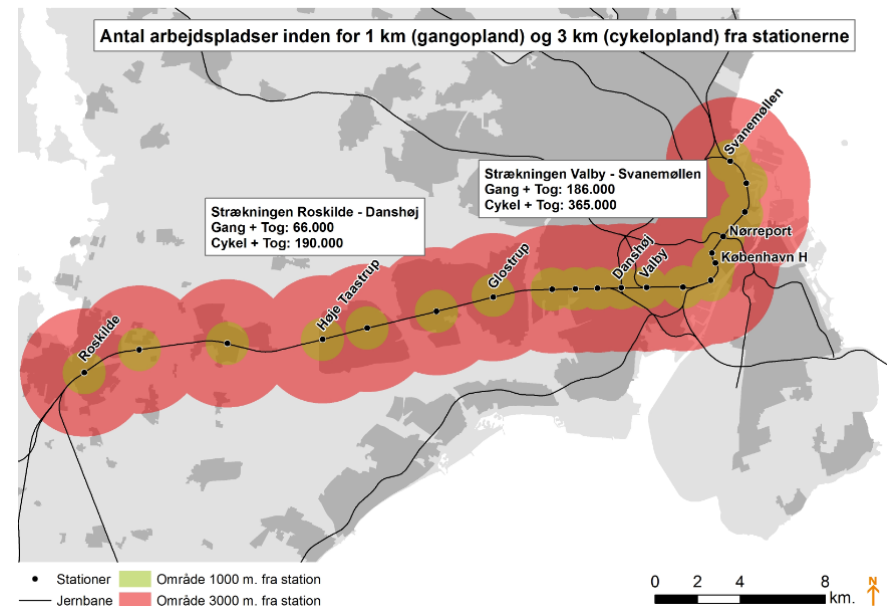 Antal arbejdspladser inden for 1 km (gangopland) og 3 km (cykelopland) fra stationerne
Svanemøllen
Strækningen Valby - Svanemøllen
Gang + Tog: 186.000
Cykel + Tog: 365.000
Strækningen Roskilde - Danshøj
Gang + Tog: 66.000
Cykel + Tog: 190.000
Nørreport
København H
Danshøj
Valby
Glostrup
Høje Taastrup
Roskilde
Stationer
Område 1000 m. fra station
Jernbane
Område 3000 m. fra station
0 2 4 8
km.
N